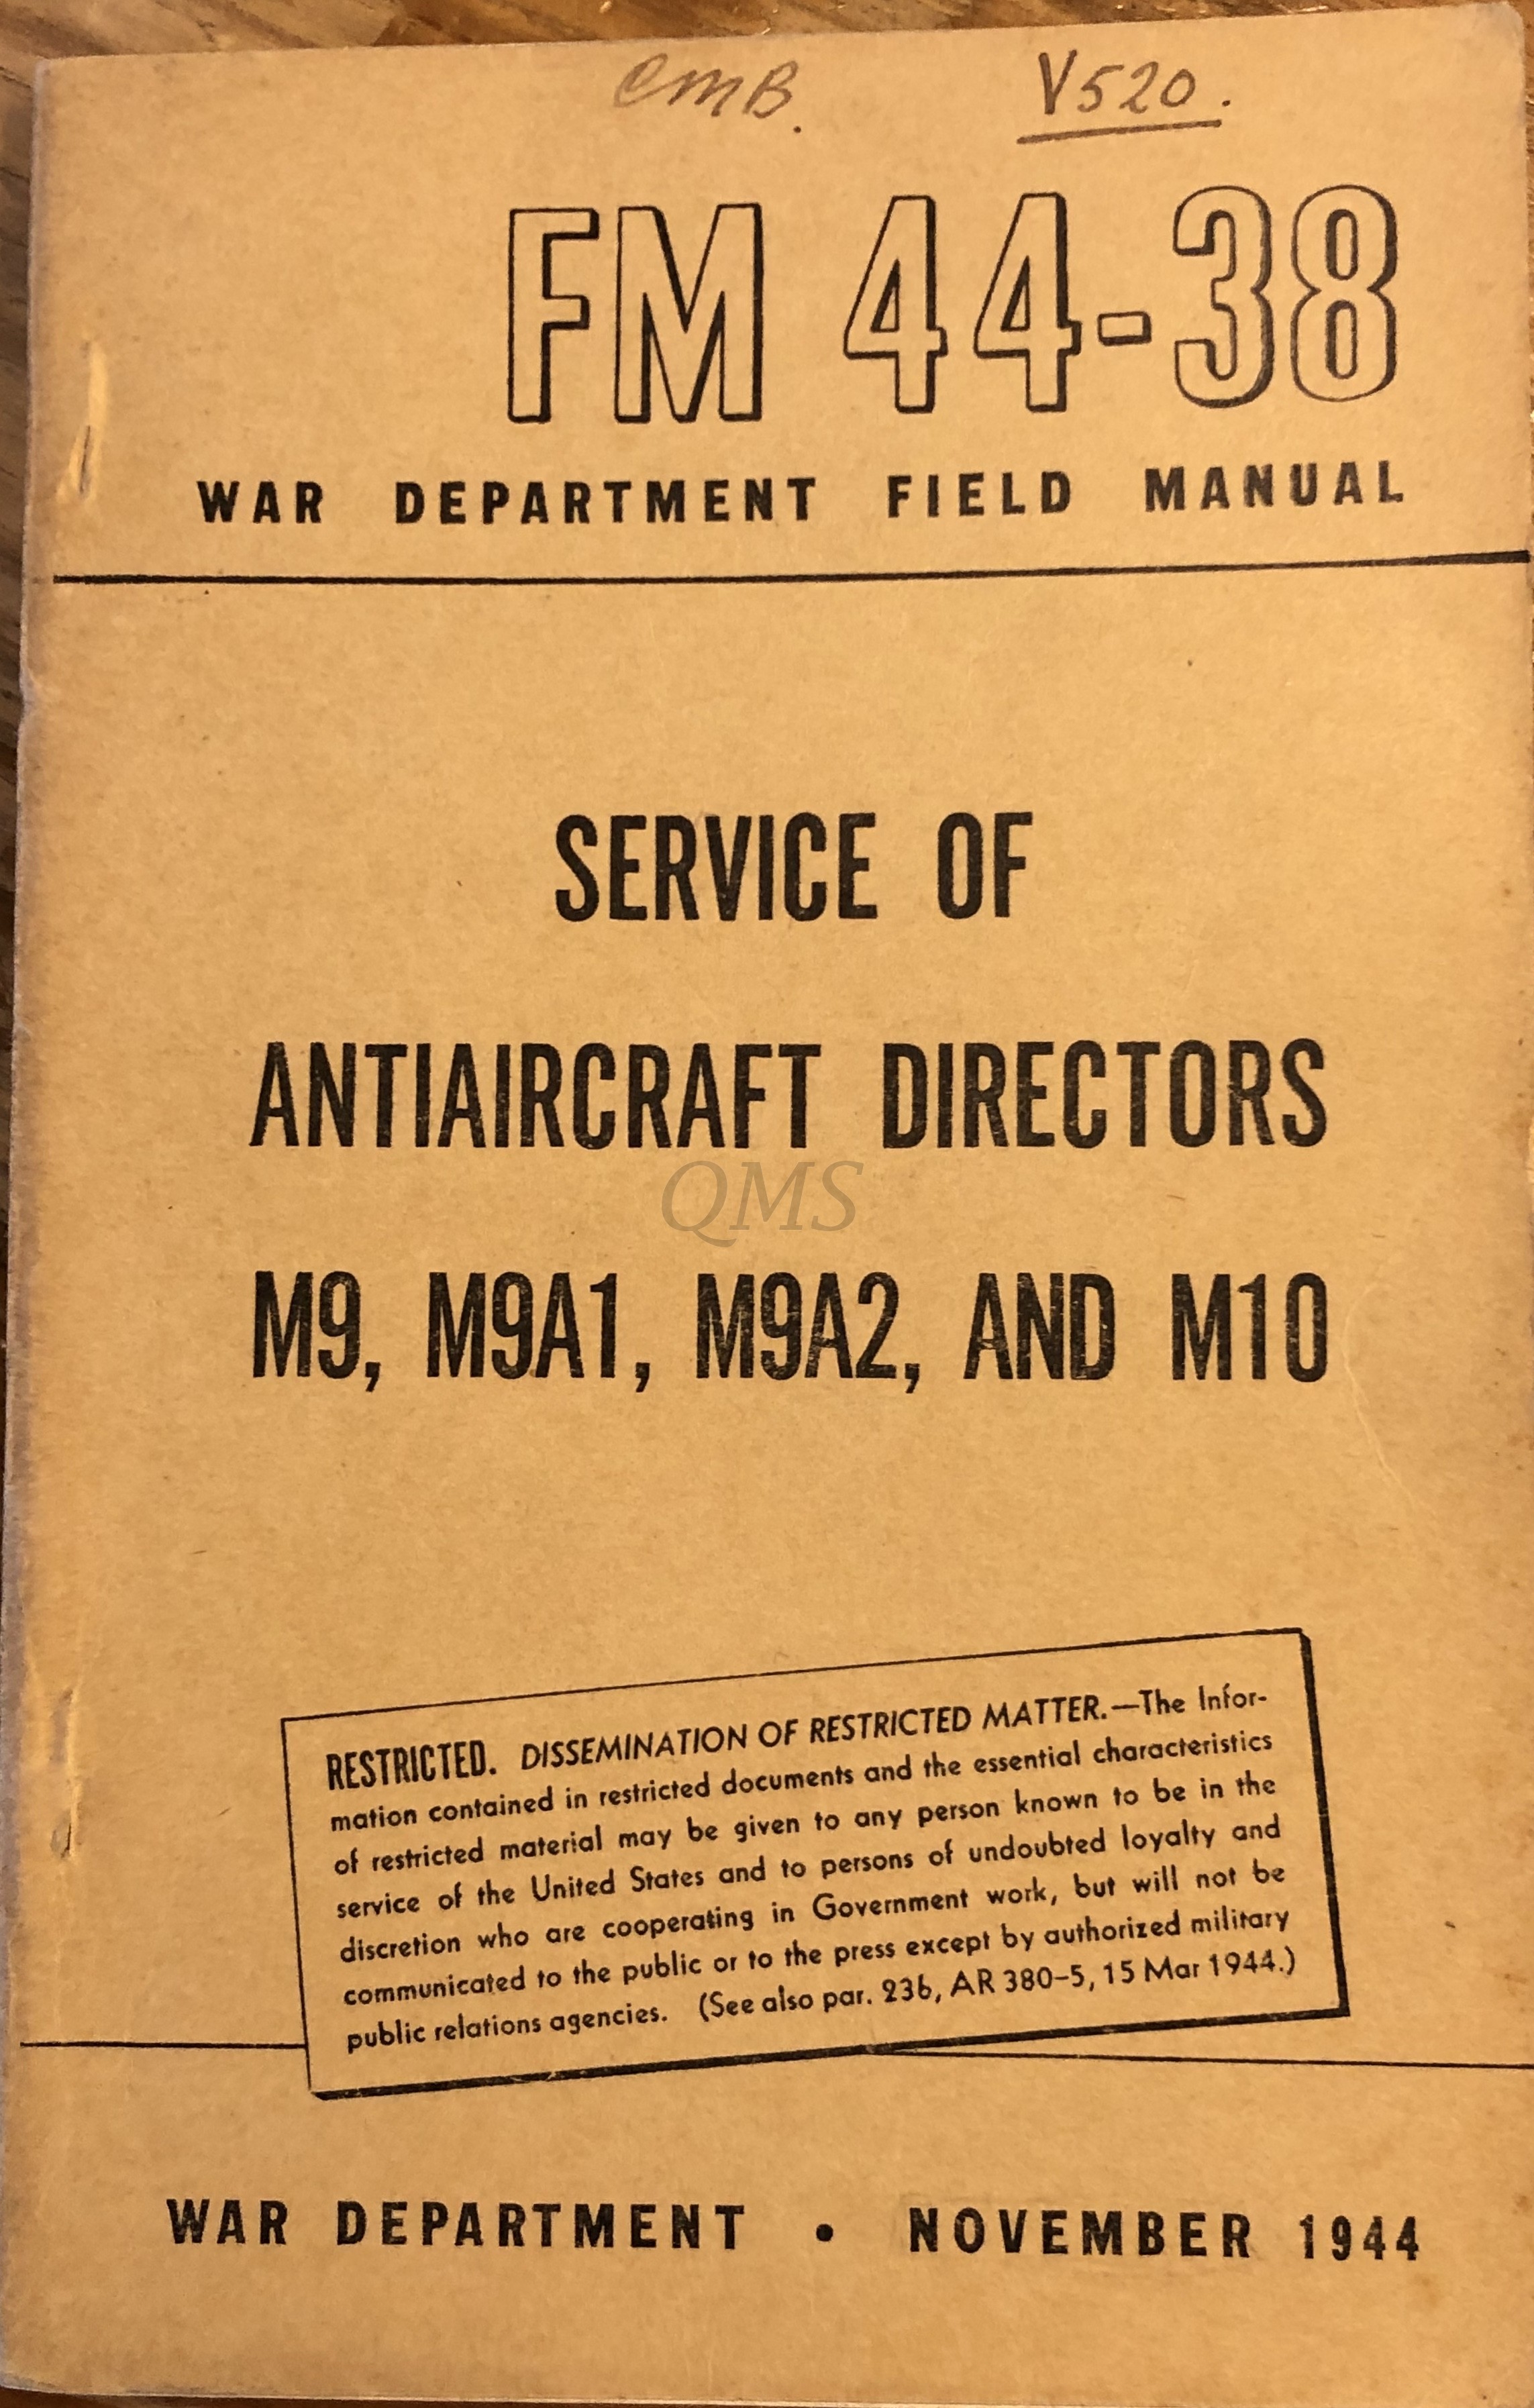 CMB. V520.
FM 44-38
WAR DEPARTMENT FIELD MANUAL
SERVICE OF
ANTIAIRCRAFT DIRECTORS
QMS
M9, M9A1, M9A2, AND M10
RESTRICTED. DISSEMINATION OF RESTRICTED MATTER.—The Infor-
mation contained in restricted documents and the essential characteristics
of restricted material may be given to any person known to be in the
service of the United States and to persons of undoubted loyalty and
discretion who are cooperating in Government work, but will not be
communicated to the public or to the press except by authorized military
public relations agencies. (See also par. 23b, AR 380-5, 15 Mar 1944.)
WAR DEPARTMENT • NOVEMBER 1944